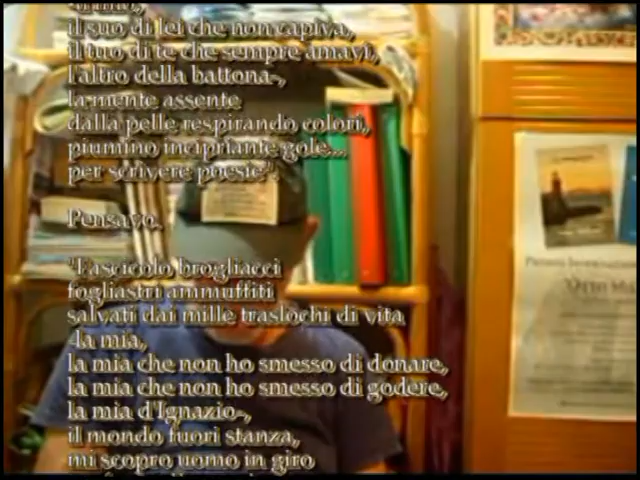 il suo di lei che non capiva,
il tuo di te che sempre amavi,
l'altro della battona-,
la mente assente
dalla pelle respirando colori,
piumino incipriante gole...
per scrivere poesie".
Pensavo.
"Fascicolo brogliacci
fogliastri ammuffiti
salvati dai mille traslochi di vita
-la mia,
la mia che non ho smesso di donare,
la mia che non ho smesso di godere,
la mia d'Ignazio-,
il mondo fuori stanza,
mi scopro uomo in giro